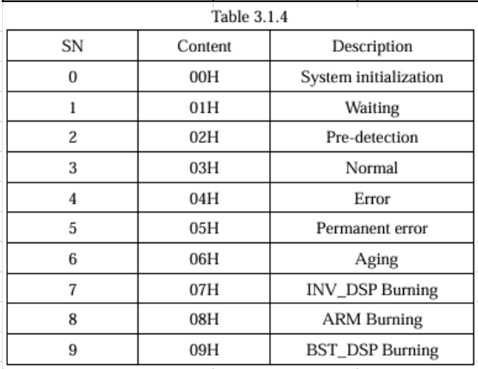 Table 3.1.4
SN Content Description
0 00H System initialization
1 01H Waiting
2 02H Pre-detection
3 03H Normal
4 04H Error
5 05H Permanent error
6 06H Aging
7 07H INV_DSP Burning
8 08H ARM Burning
9 09H BST_DSP Burning